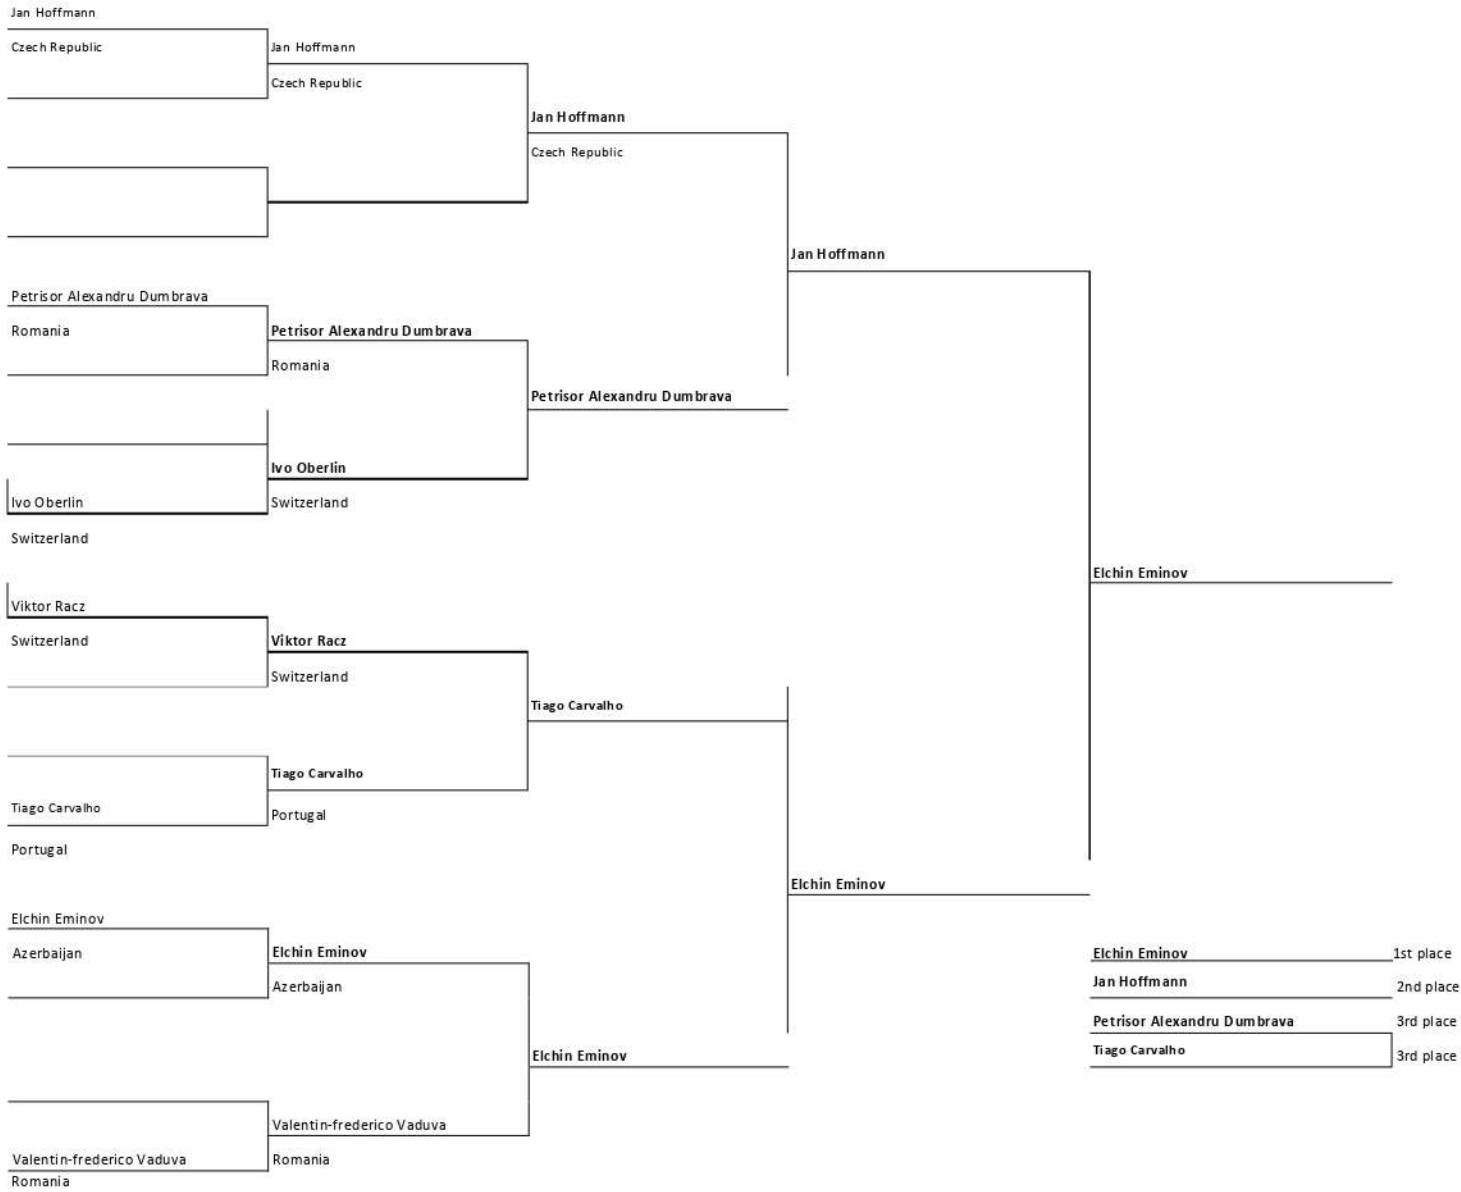 Jan Hoffmann
Czech Republic
Jan Hoffmann
Czech Republic
Jan Hoffmann
Czech Republic
Jan Hoffmann
Petrisor Alexandru Dumbrava
Romania
Petrisor Alexandru Dumbrava
Romania
Petrisor Alexandru Dumbrava
Ivo Oberlin
Switzerland
Ivo Oberlin
Switzerland
Elchin Eminov
Viktor Racz
Switzerland
Viktor Racz
Switzerland
Tiago Carvalho
Tiago Carvalho
Portugal
Tiago Carvalho
Portugal
Elchin Eminov
Elchin Eminov
Azerbaijan
Elchin Eminov
Azerbaijan
Elchin Eminov
Valentin-frederico Vaduva
Romania
Valentin-frederico Vaduva
Romania
Elchin Eminov 1st place
Jan Hoffmann 2nd place
Petrisor Alexandru Dumbrava 3rd place
Tiago Carvalho 3rd place